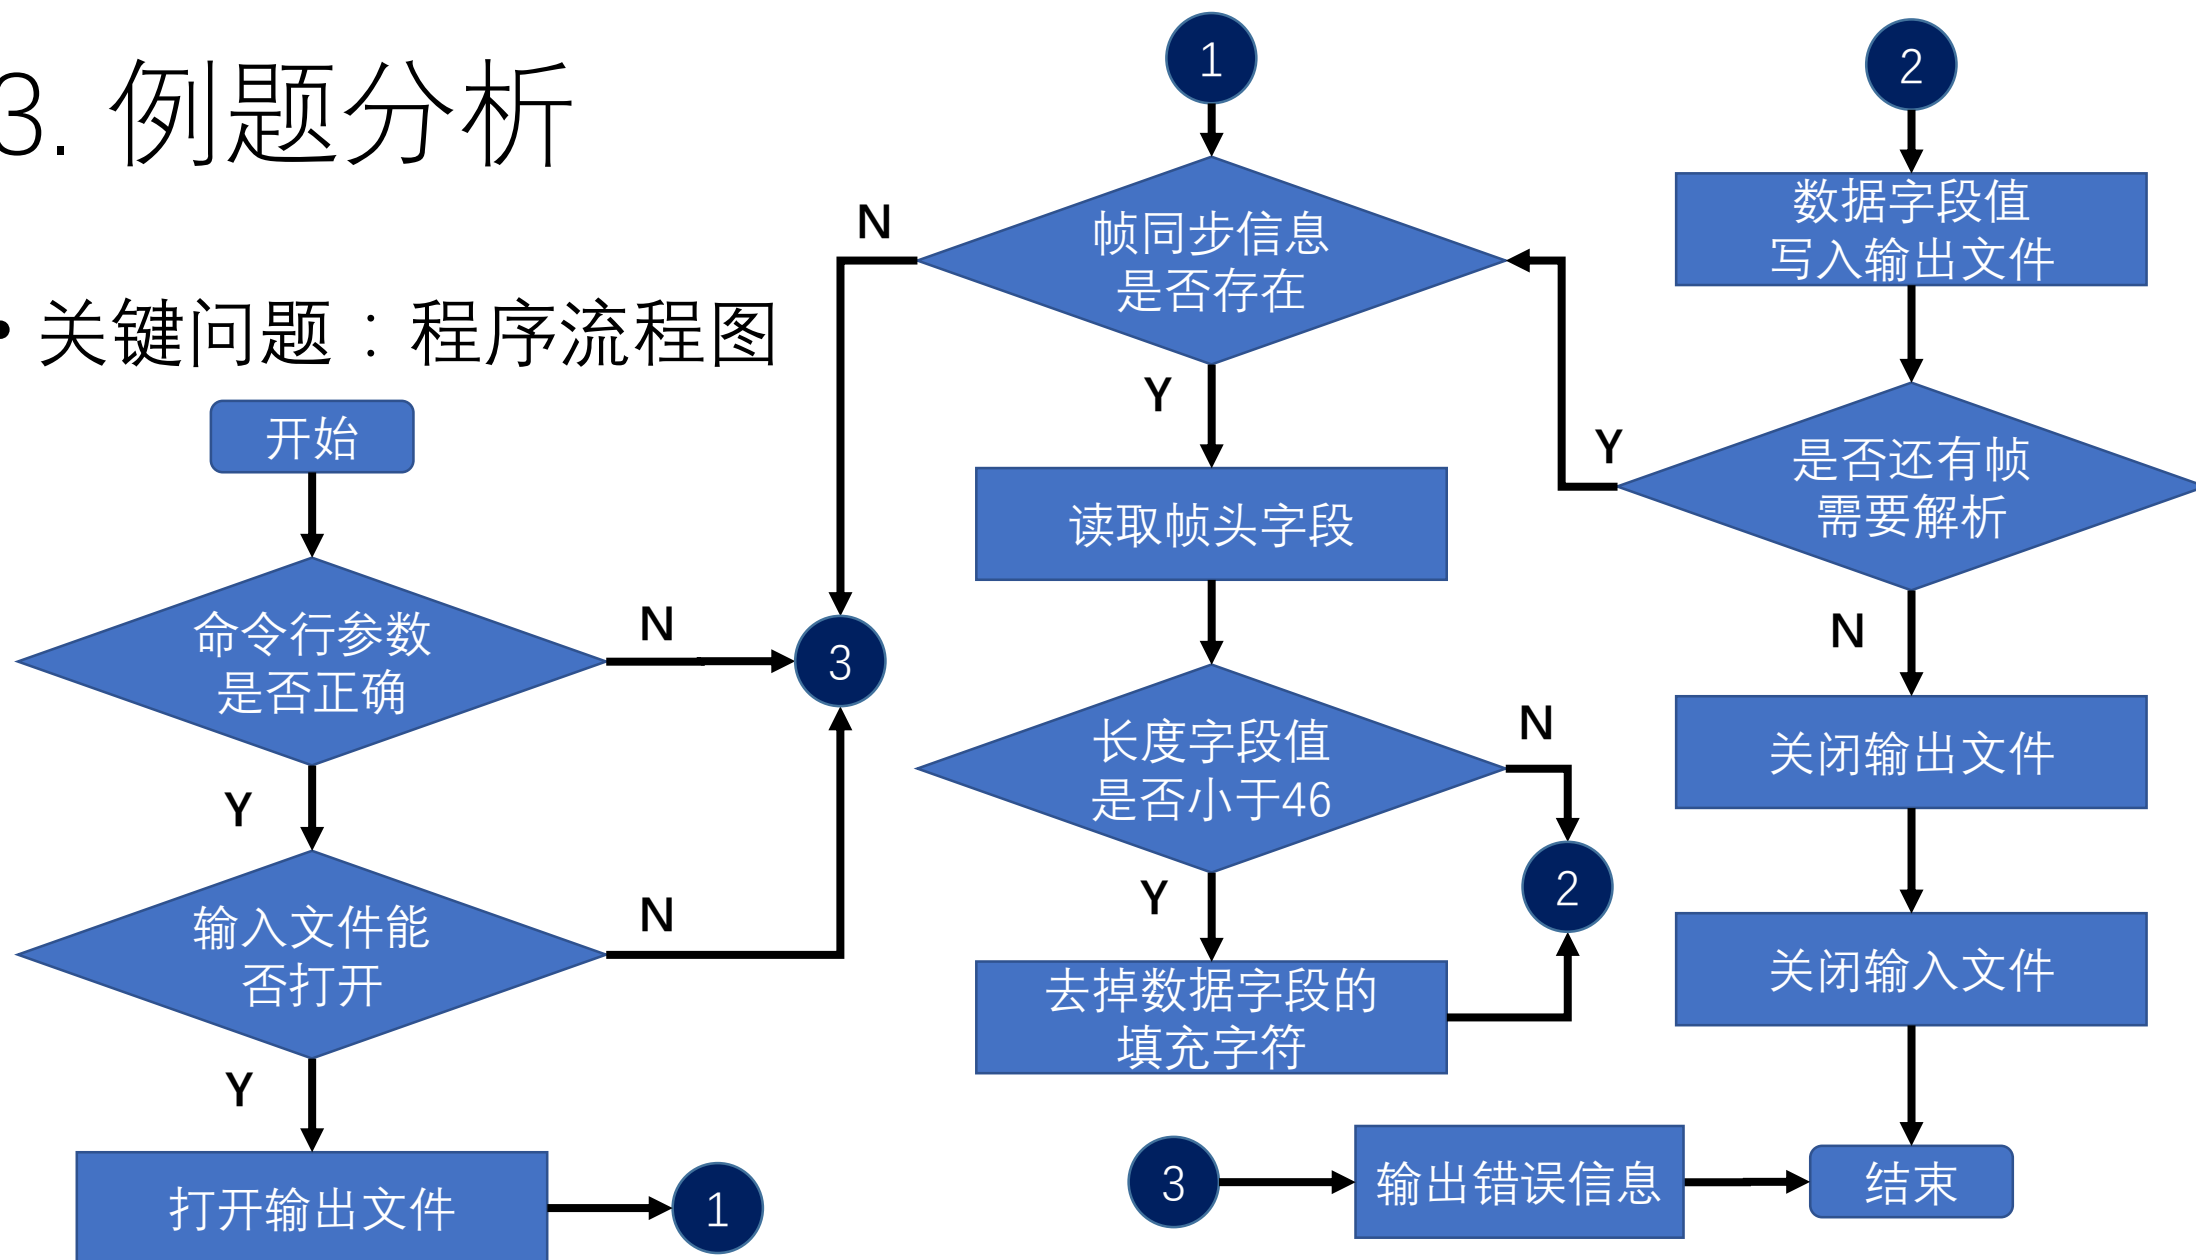 3. 例题分析
• 关键问题：程序流程图
开始
命令行参数
是否正确
N
Y
输入文件能
否打开
N
Y
打开输出文件
1
3
1
帧同步信息
是否存在
N
Y
读取帧头字段
长度字段值
是否小于46
N
Y
去掉数据字段的
填充字符
2
2
数据字段值
写入输出文件
是否还有帧
需要解析
Y
N
关闭输出文件
关闭输入文件
3
输出错误信息
结束